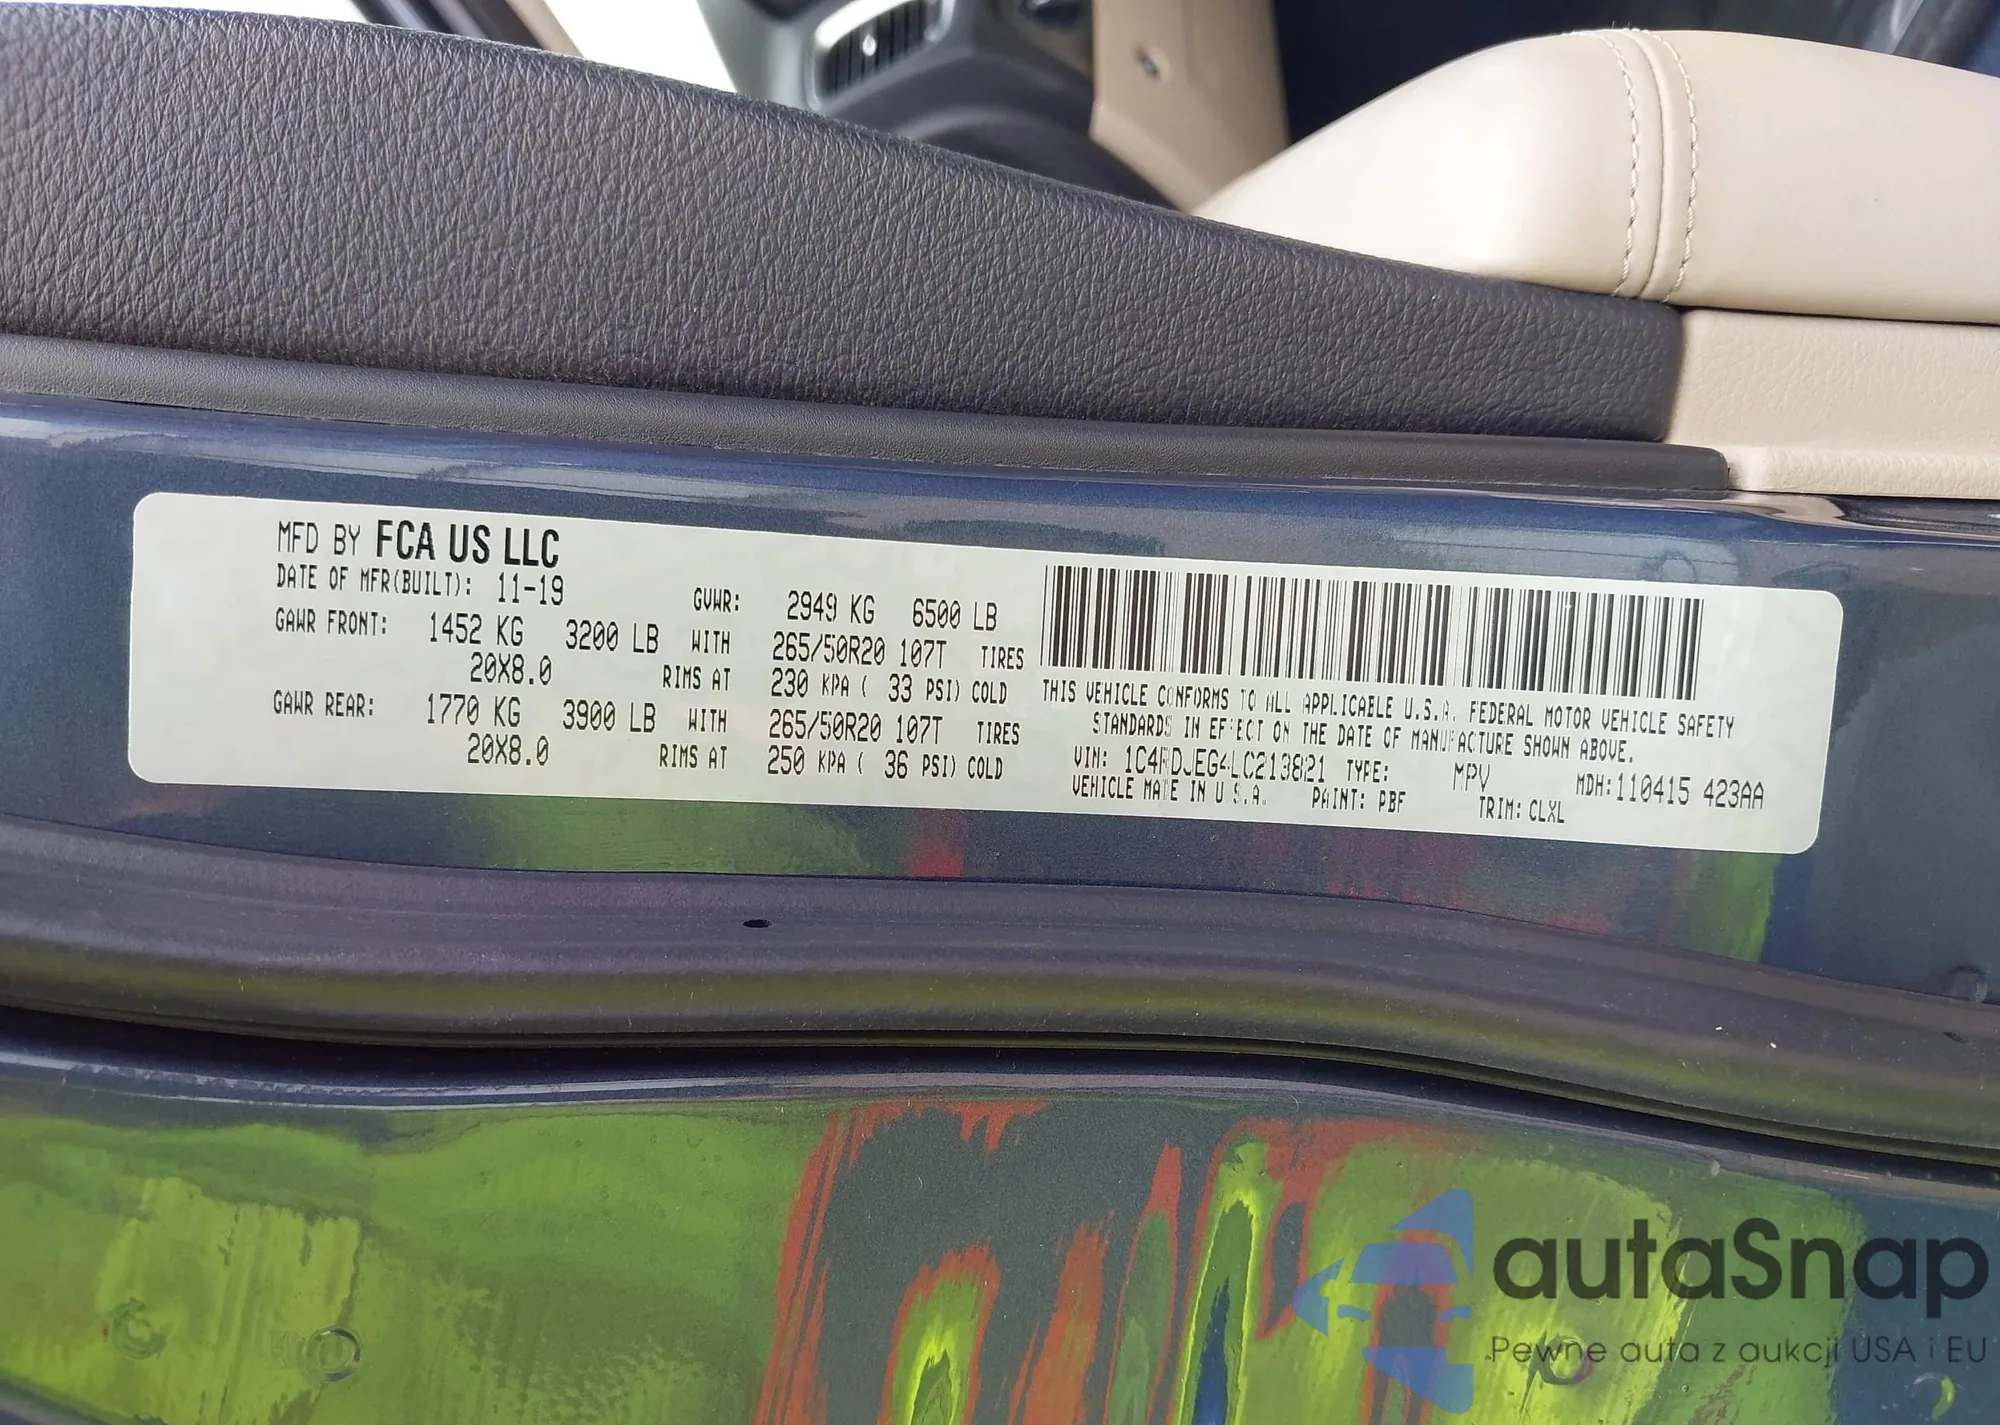 MFD BY FCA US LLC
DATE OF MFR(BUILT): 11-19 GVWR: 2949 KG 6500 LB
GAWR FRONT: 1452 KG 3200 LB WITH 265/50R20 107T TIRES
20X8.0 RIMS AT 230 KPA ( 33 PSI) COLD
GAWR REAR: 1770 KG 3900 LB WITH 265/50R20 107T TIRES
20X8.0 RIMS AT 250 KPA ( 36 PSI) COLD
THIS VEHICLE CONFORMS TO ALL APPLICABLE U.S.A. FEDERAL MOTOR VEHICLE SAFETY
STANDARDS IN EFFECT ON THE DATE OF MANUFACTURE SHOWN ABOVE.
VIN: 1C4RDJEG4LC213821 TYPE: MPV MDH:110415 423AA
VEHICLE MADE IN U.S.A. PAINT: PBF TRIM: CLXL
autaSnap
Pewne auta z aukcji USA i EU